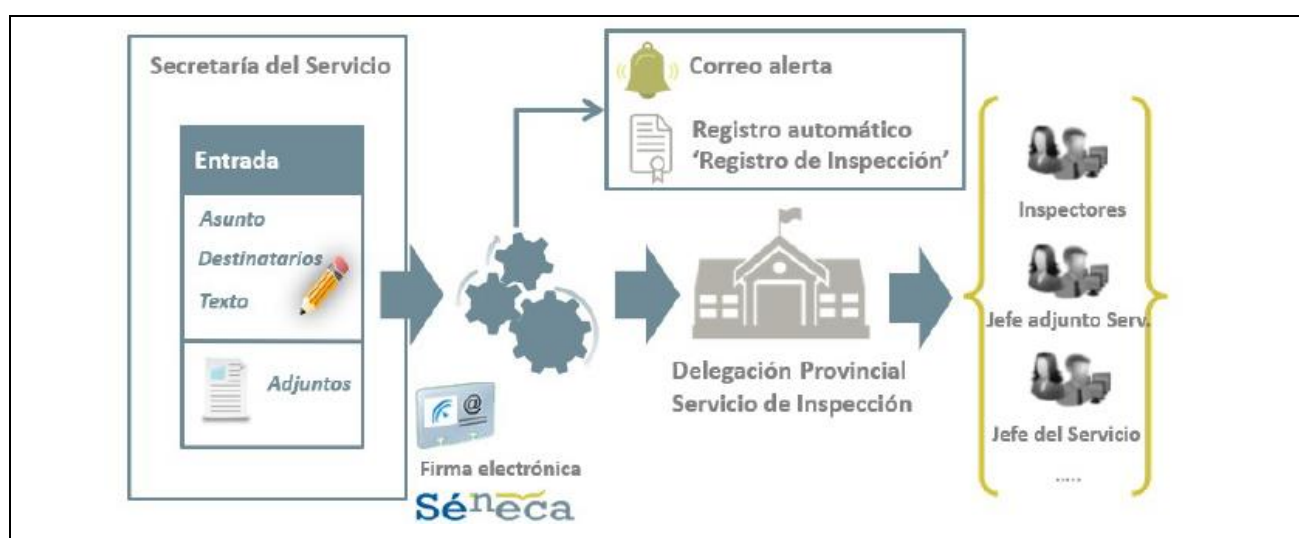 Secretaría del Servicio
Entrada
Asunto
Destinatarios
Texto
Adjuntos
Firma electrónica
Séneca
@
Correo alerta
Registro automático
‘Registro de Inspección’
Delegación Provincial
Servicio de Inspección
Inspectores
Jefe adjunto Serv.
Jefe del Servicio
.....